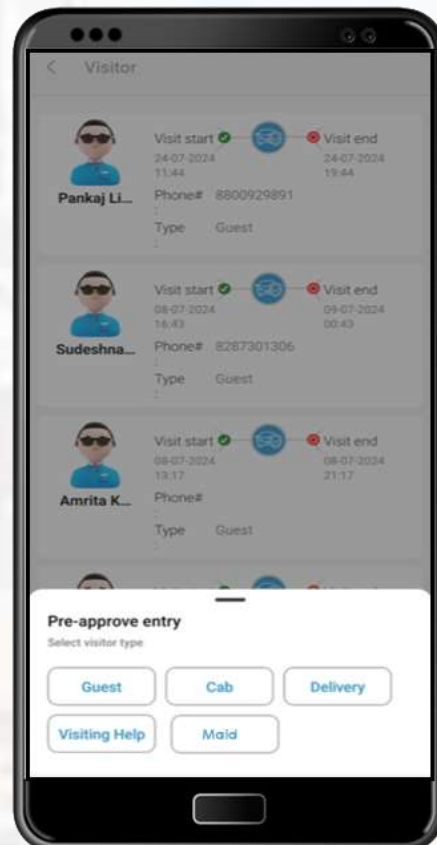 Visitor
Visit start
Visit end
24-07-2024
24-07-2024
11:44
19:44
Pankaj Li...
Phone#
8800929891
:
Type
Guest
:
Visit start
Visit end
08-07-2024
09-07-2024
16:43
00:43
Sudeshna...
Phone#
8287301306
:
Type
Guest
:
Visit start
Visit end
08-07-2024
08-07-2024
13:17
21:17
Amrita K...
Phone#
:
Type
Guest
:
Pre-approve entry
Select visitor type
Guest
Cab
Delivery
Visiting Help
Maid